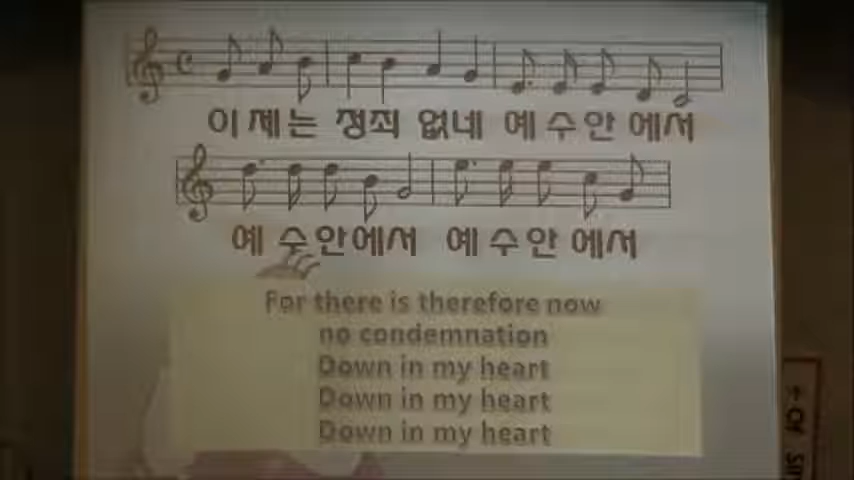 이제는 정죄 없네 예수안에서
예수안에서 예수안에서
For there is therefore now
no condemnation
Down in my heart
Down in my heart
Down in my heart